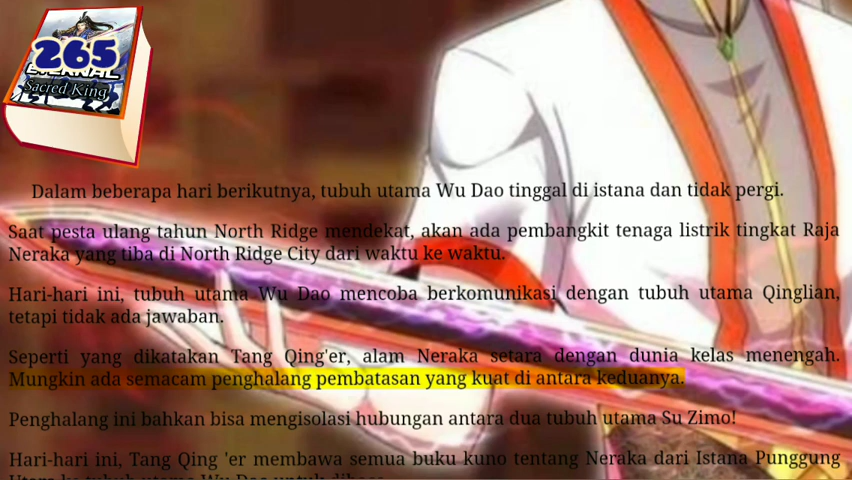 265
ETERNAL
Sacred King
Dalam beberapa hari berikutnya, tubuh utama Wu Dao tinggal di istana dan tidak pergi.
Saat pesta ulang tahun North Ridge mendekat, akan ada pembangkit tenaga listrik tingkat Raja
Neraka yang tiba di North Ridge City dari waktu ke waktu.
Hari-hari ini, tubuh utama Wu Dao mencoba berkomunikasi dengan tubuh utama Qinglian,
tetapi tidak ada jawaban.
Seperti yang dikatakan Tang Qing'er, alam Neraka setara dengan dunia kelas menengah.
Mungkin ada semacam penghalang pembatasan yang kuat di antara keduanya.
Penghalang ini bahkan bisa mengisolasi hubungan antara dua tubuh utama Su Zimo!
Hari-hari ini, Tang Qing 'er membawa semua buku kuno tentang Neraka dari Istana Punggung